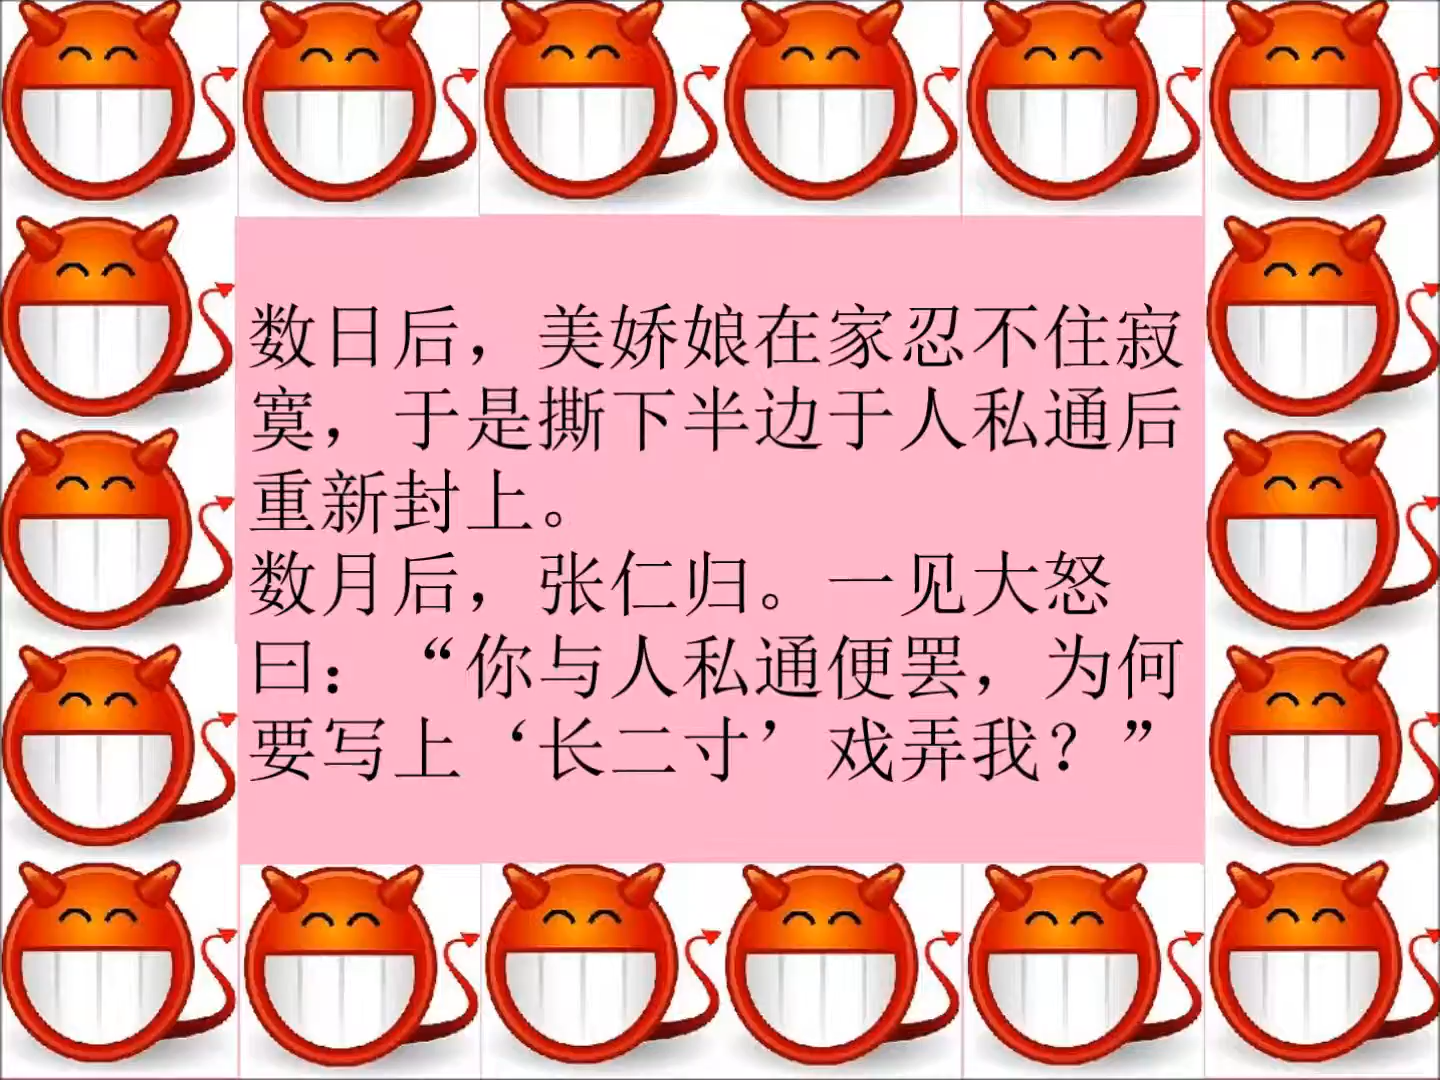 数日后，美娇娘在家忍不住寂
寞，于是撕下半边于人私通后
重新封上。
数月后，张仁归。一见大怒
曰：“你与人私通便罢，为何
要写上‘长二寸’戏弄我？”